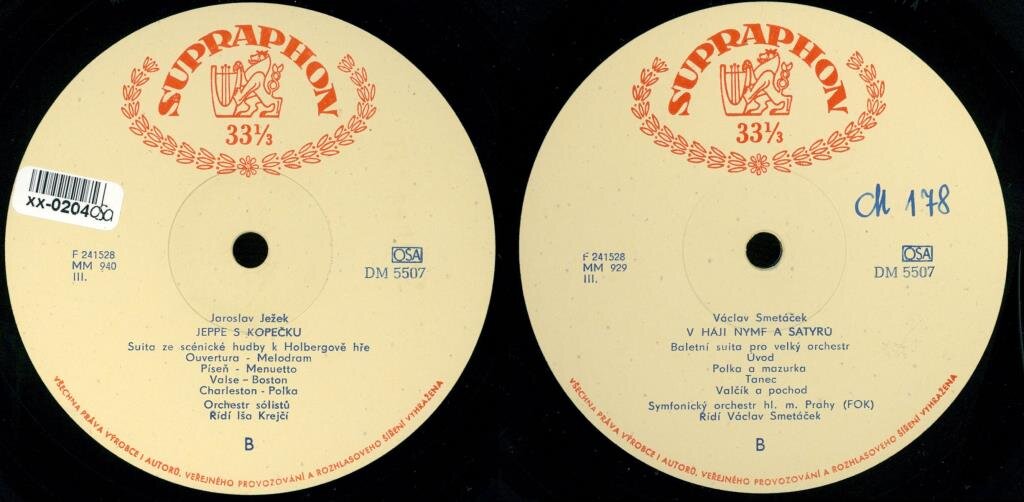 SUPRAPHON
33⅓
xx-0204
OSA
F 241528
MM 940
III.
OSA
DM 5507
Jaroslav Ježek
JEPPE S KOPEČKU
Suita ze scénické hudby k Holbergově hře
Ouvertura - Melodram
Píseň - Menuetto
Valse – Boston
Charleston - Polka
Orchestr sólistů
Řídí Iša Krejčí
B
VŠECHNA PRÁVA VÝROBCE I AUTORŮ, VEŘEJNÉHO PROVOZOVÁNÍ A ROZHLASOVÉHO ŠÍŘENÍ VYHRAŽENA
SUPRAPHON
33⅓
M 178
F 241528
MM 929
III.
OSA
DM 5507
Václav Smetáček
V HÁJI NYMF A SATYRŮ
Baletní suita pro velký orchestr
Úvod
Polka a mazurka
Tanec
Valčík a pochod
Symfonický orchestr hl. m. Prahy (FOK)
Řídí Václav Smetáček
B
VŠECHNA PRÁVA VÝROBCE I AUTORŮ, VEŘEJNÉHO PROVOZOVÁNÍ A ROZHLASOVÉHO ŠÍŘENÍ VYHRAŽENA